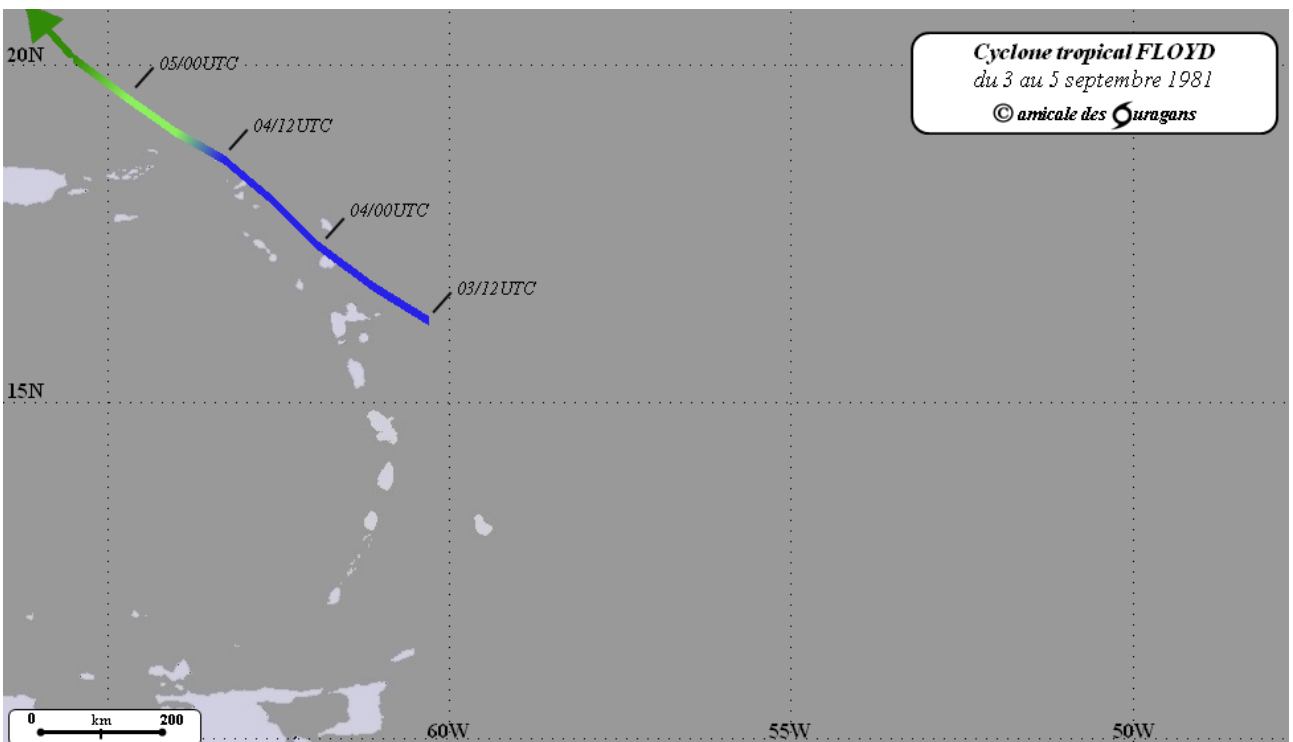 Cyclone tropical FLOYD
du 3 au 5 septembre 1981
© amicale des Ouragans
20N
05/00UTC
04/12UTC
04/00UTC
03/12UTC
15N
0 km 200
60W
55W
50W